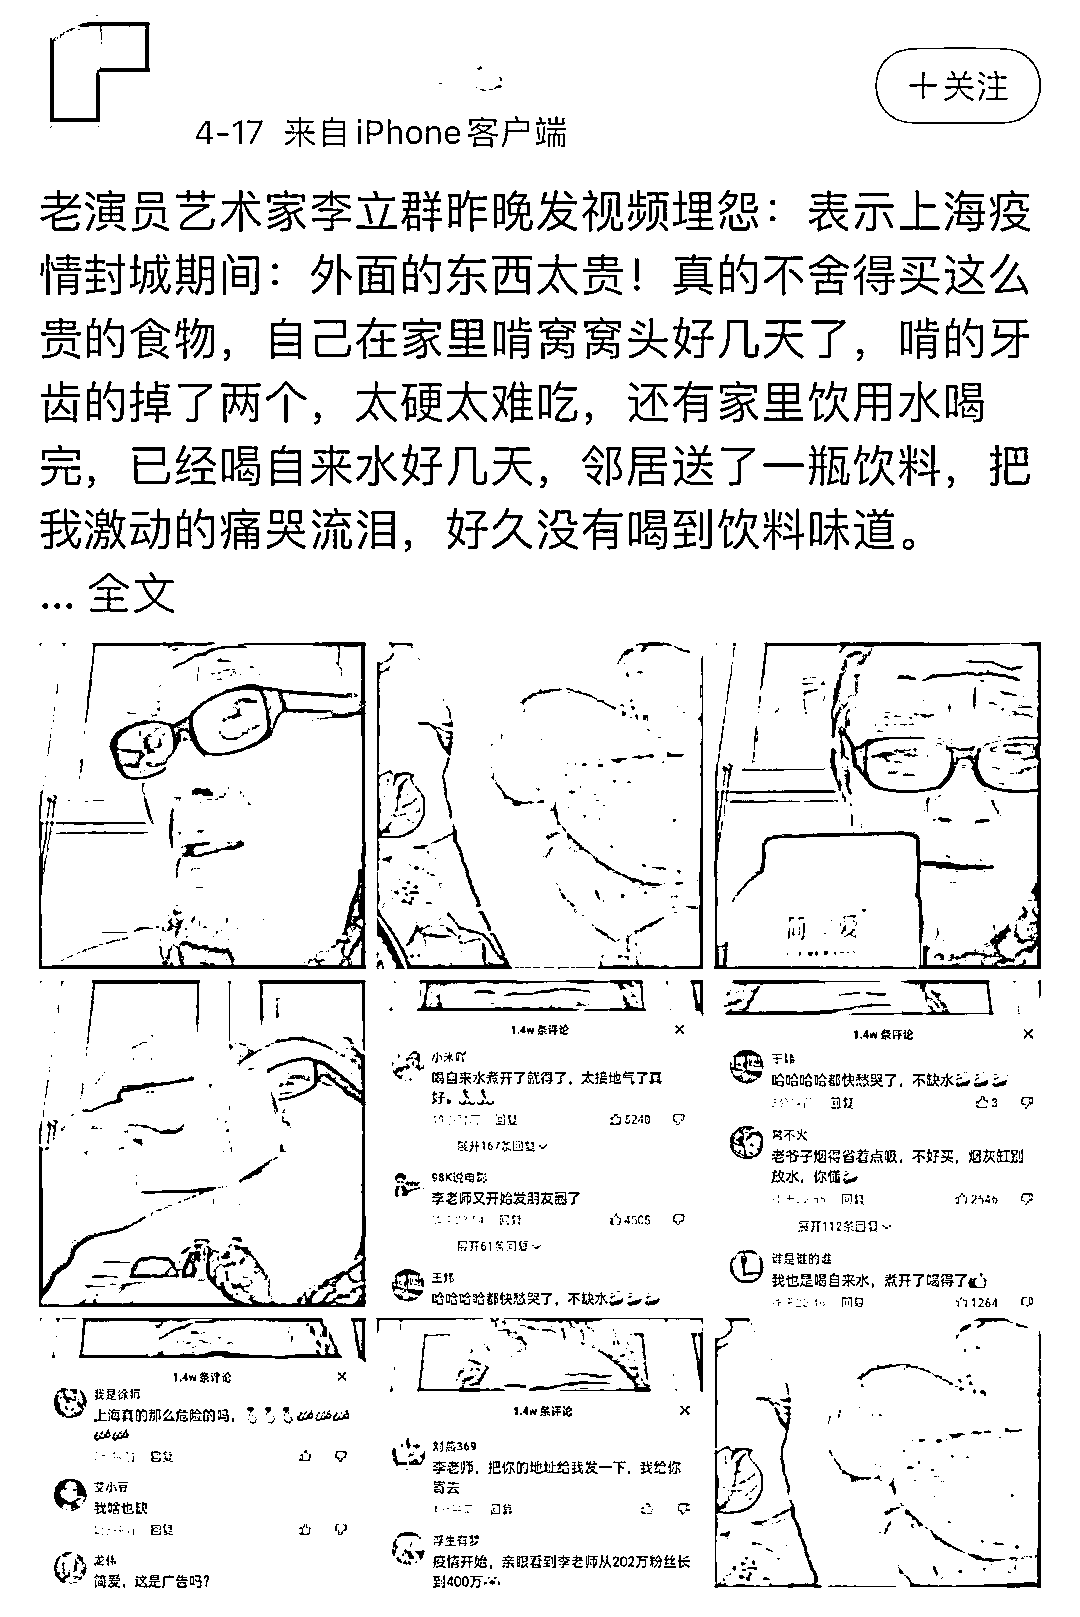 +关注
4-17 来自iPhone客户端
老演员艺术家李立群昨晚发视频埋怨：表示上海疫
情封城期间：外面的东西太贵！真的不舍得买这么
贵的食物，自己在家里啃窝窝头好几天了，啃的牙
齿的掉了两个，太硬太难吃，还有家里饮用水喝
完，已经喝自来水好几天，邻居送了一瓶饮料，把
我激动的痛哭流泪，好久没有喝到饮料味道。
... 全文
简 爱
1.4w 条评论
小米吖
喝自来水煮开了就得了，太接地气了真
好。
回复 5240
展开167条回复
98K说电影
李老师又开始发朋友圈了
回复 4505
展开61条回复
王炜
哈哈哈哈都快愁哭了，不缺水
1.4w 条评论
王炜
哈哈哈哈都快愁哭了，不缺水
回复 3
常不火
老爷子烟得省着点吸，不好买，烟灰缸别
放水，你懂
回复 2546
展开112条回复
谁是谁的谁
我也是喝自来水，煮开了喝得了
回复 1264
1.4w 条评论
我是徐师
上海真的那么危险的吗，
回复
艾小豆
我啥也缺
回复
龙伟
简爱，这是广告吗？
1.4w 条评论
369
李老师，把你的地址给我发一下，我给你
寄去
回复
浮生有梦
疫情开始，亲眼看到李老师从202万粉丝长
到400万